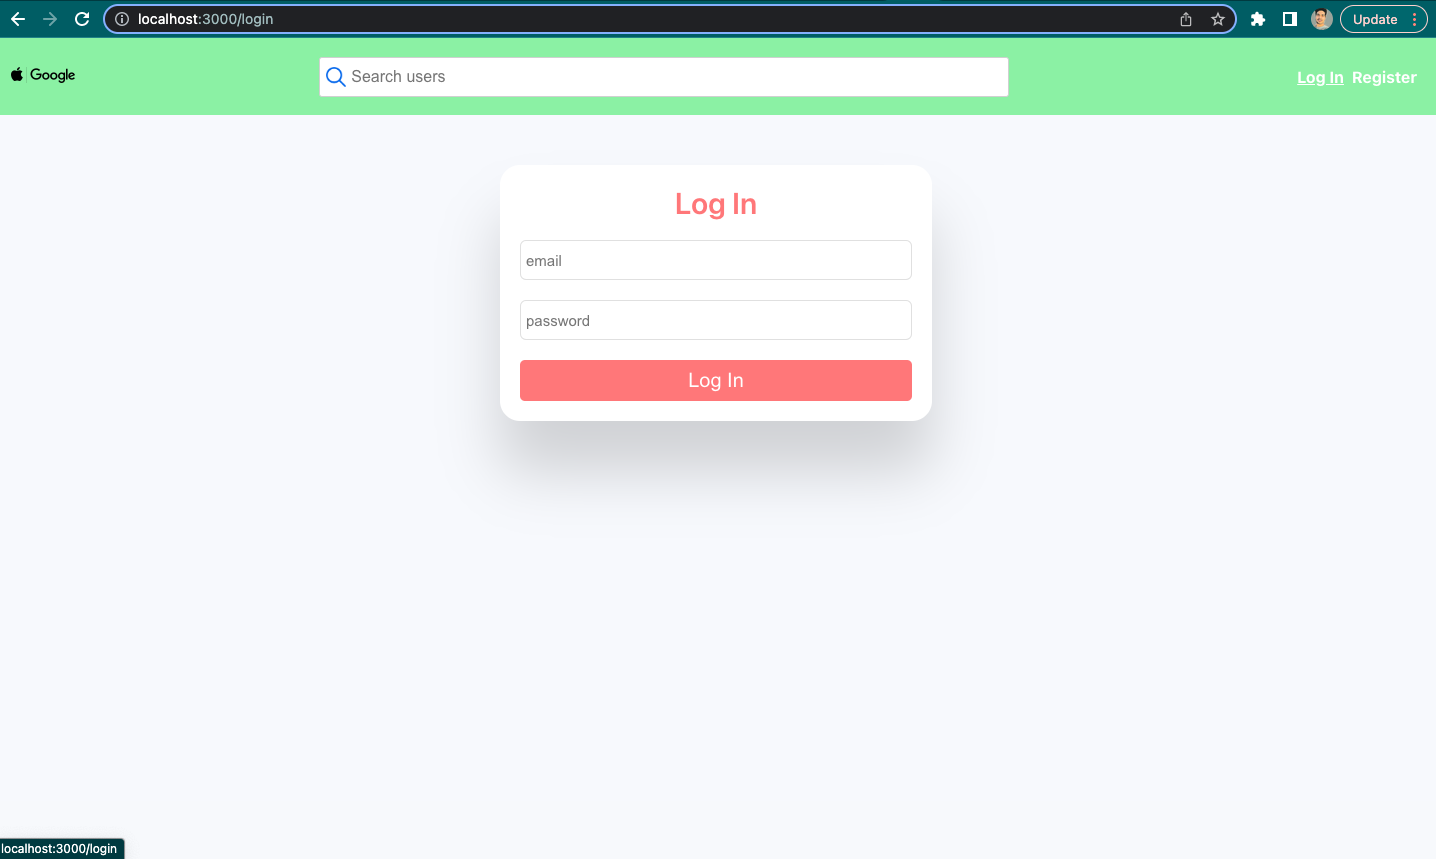 localhost:3000/login
Update
Google
Search users
Log In Register
Log In
email
password
Log In
localhost:3000/login